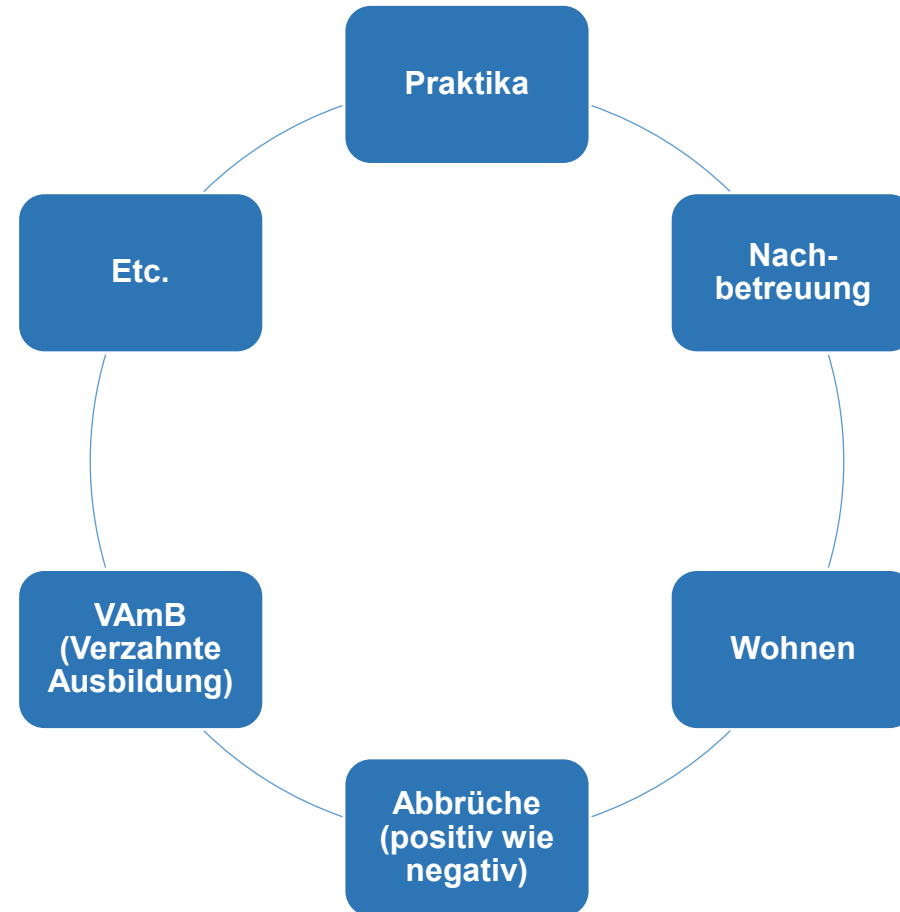 Praktika
Etc.
Nach-
betreuung
VAmB
(Verzahnte
Ausbildung)
Wohnen
Abbrüche
(positiv wie
negativ)